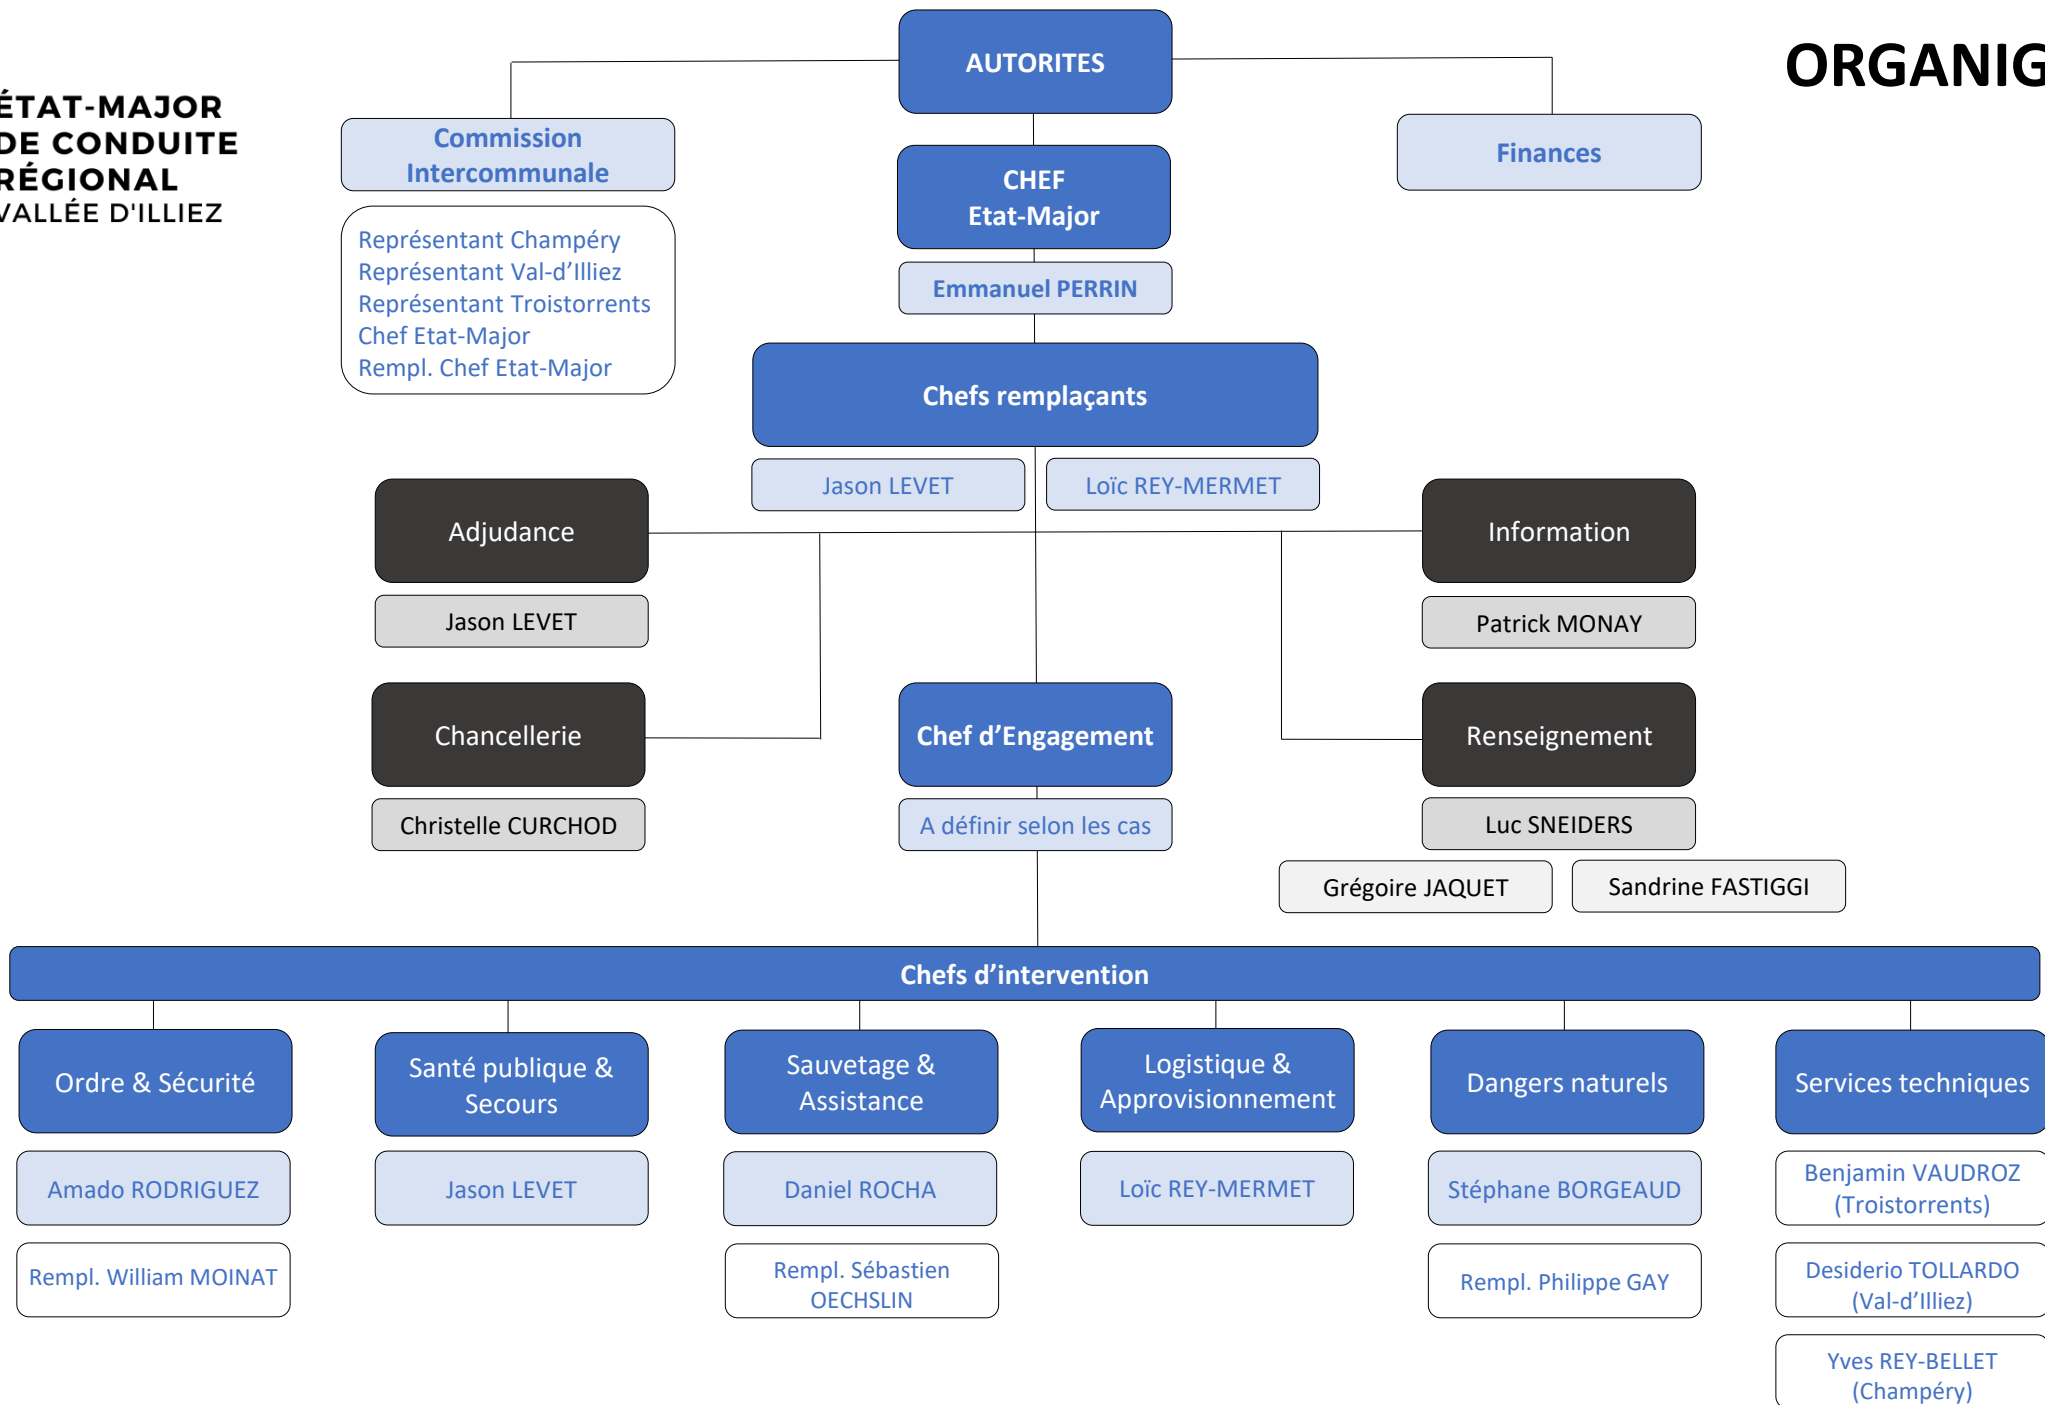 ÉTAT-MAJOR
DE CONDUITE
RÉGIONAL
VALLÉE D'ILLIEZ
AUTORITES
ORGANIG
Commission
Intercommunale
Finances
CHEF
Etat-Major
Représentant Champéry
Représentant Val-d’Illiez
Représentant Troistorrents
Chef Etat-Major
Rempl. Chef Etat-Major
Emmanuel PERRIN
Chefs remplaçants
Jason LEVET
Loïc REY-MERMET
Adjudance
Information
Jason LEVET
Patrick MONAY
Chancellerie
Chef d’Engagement
Renseignement
Christelle CURCHOD
A définir selon les cas
Luc SNEIDERS
Grégoire JAQUET
Sandrine FASTIGGI
Chefs d’intervention
Ordre & Sécurité
Santé publique &
Secours
Sauvetage &
Assistance
Logistique &
Approvisionnement
Dangers naturels
Services techniques
Amado RODRIGUEZ
Jason LEVET
Daniel ROCHA
Loïc REY-MERMET
Stéphane BORGEAUD
Benjamin VAUDROZ
(Troistorrents)
Rempl. William MOINAT
Rempl. Sébastien
OECHSLIN
Rempl. Philippe GAY
Desiderio TOLLARDO
(Val-d’Illiez)
Yves REY-BELLET
(Champéry)